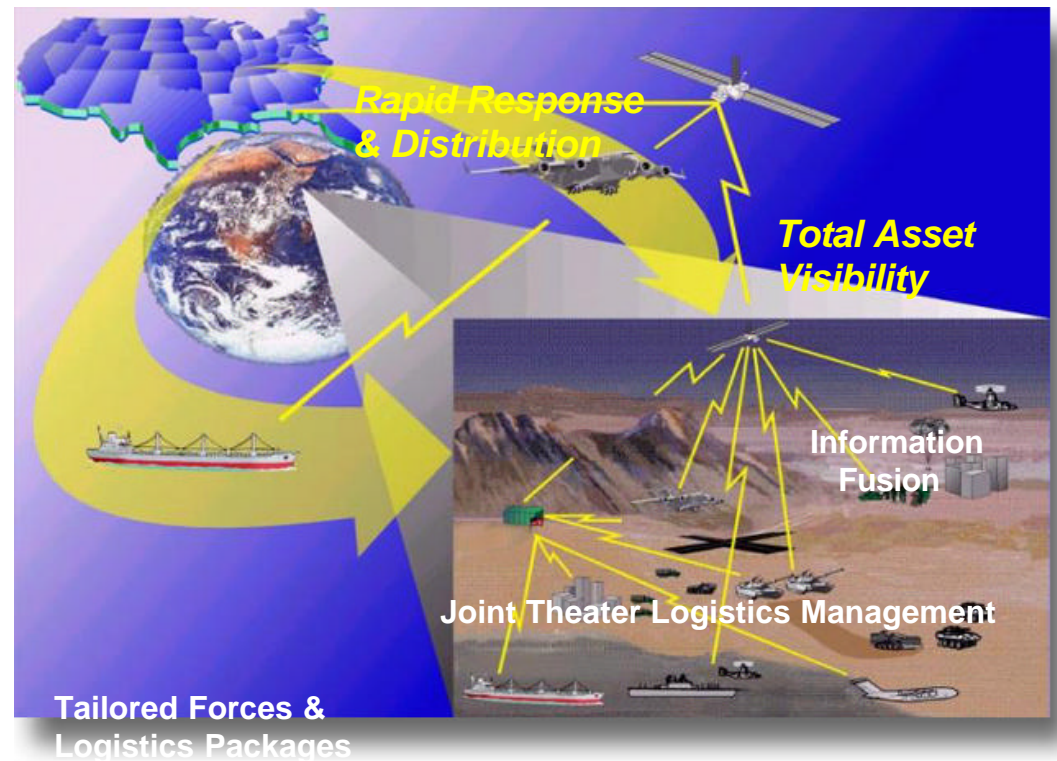 Rapid Response
& Distribution
Total Asset
Visibility
Information
Fusion
Joint Theater Logistics Management
Tailored Forces &
Logistics Packages